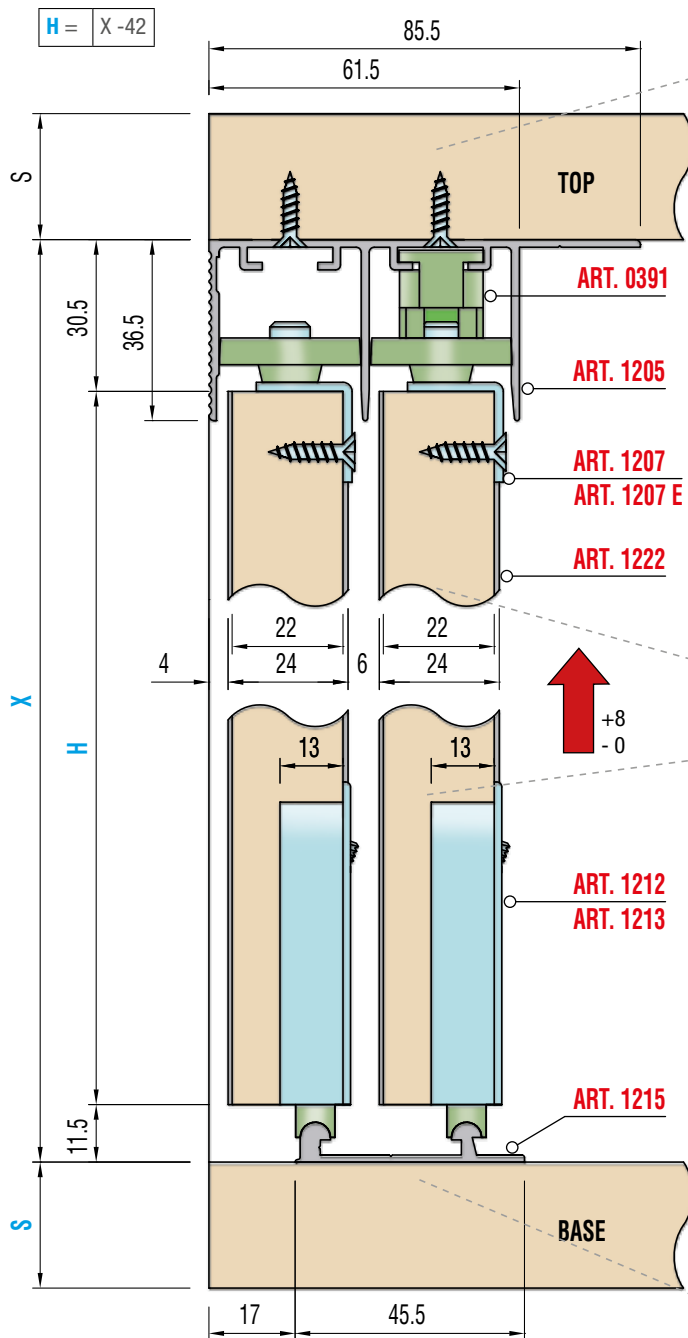 H = X -42
85.5
61.5
S
TOP
30.5
36.5
ART. 0391
ART. 1205
ART. 1207
ART. 1207 E
ART. 1222
22
22
4
24
6
24
X
H
+8
- 0
13
13
ART. 1212
ART. 1213
11.5
ART. 1215
S
BASE
17
45.5